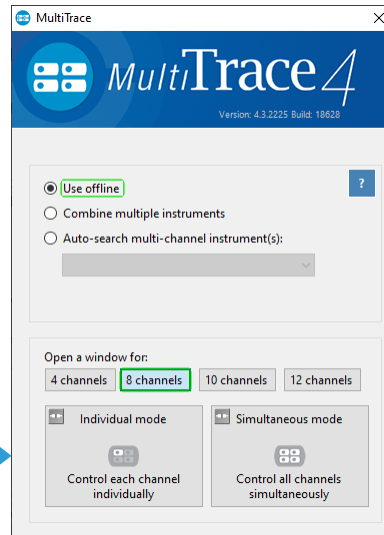 MultiTrace
MultiTrace 4
Version: 4.3.2225 Build: 18628
Use offline
?
Combine multiple instruments
Auto-search multi-channel instrument(s):
Open a window for:
4 channels 8 channels 10 channels 12 channels
Individual mode
Control each channel
individually
Simultaneous mode
Control all channels
simultaneously